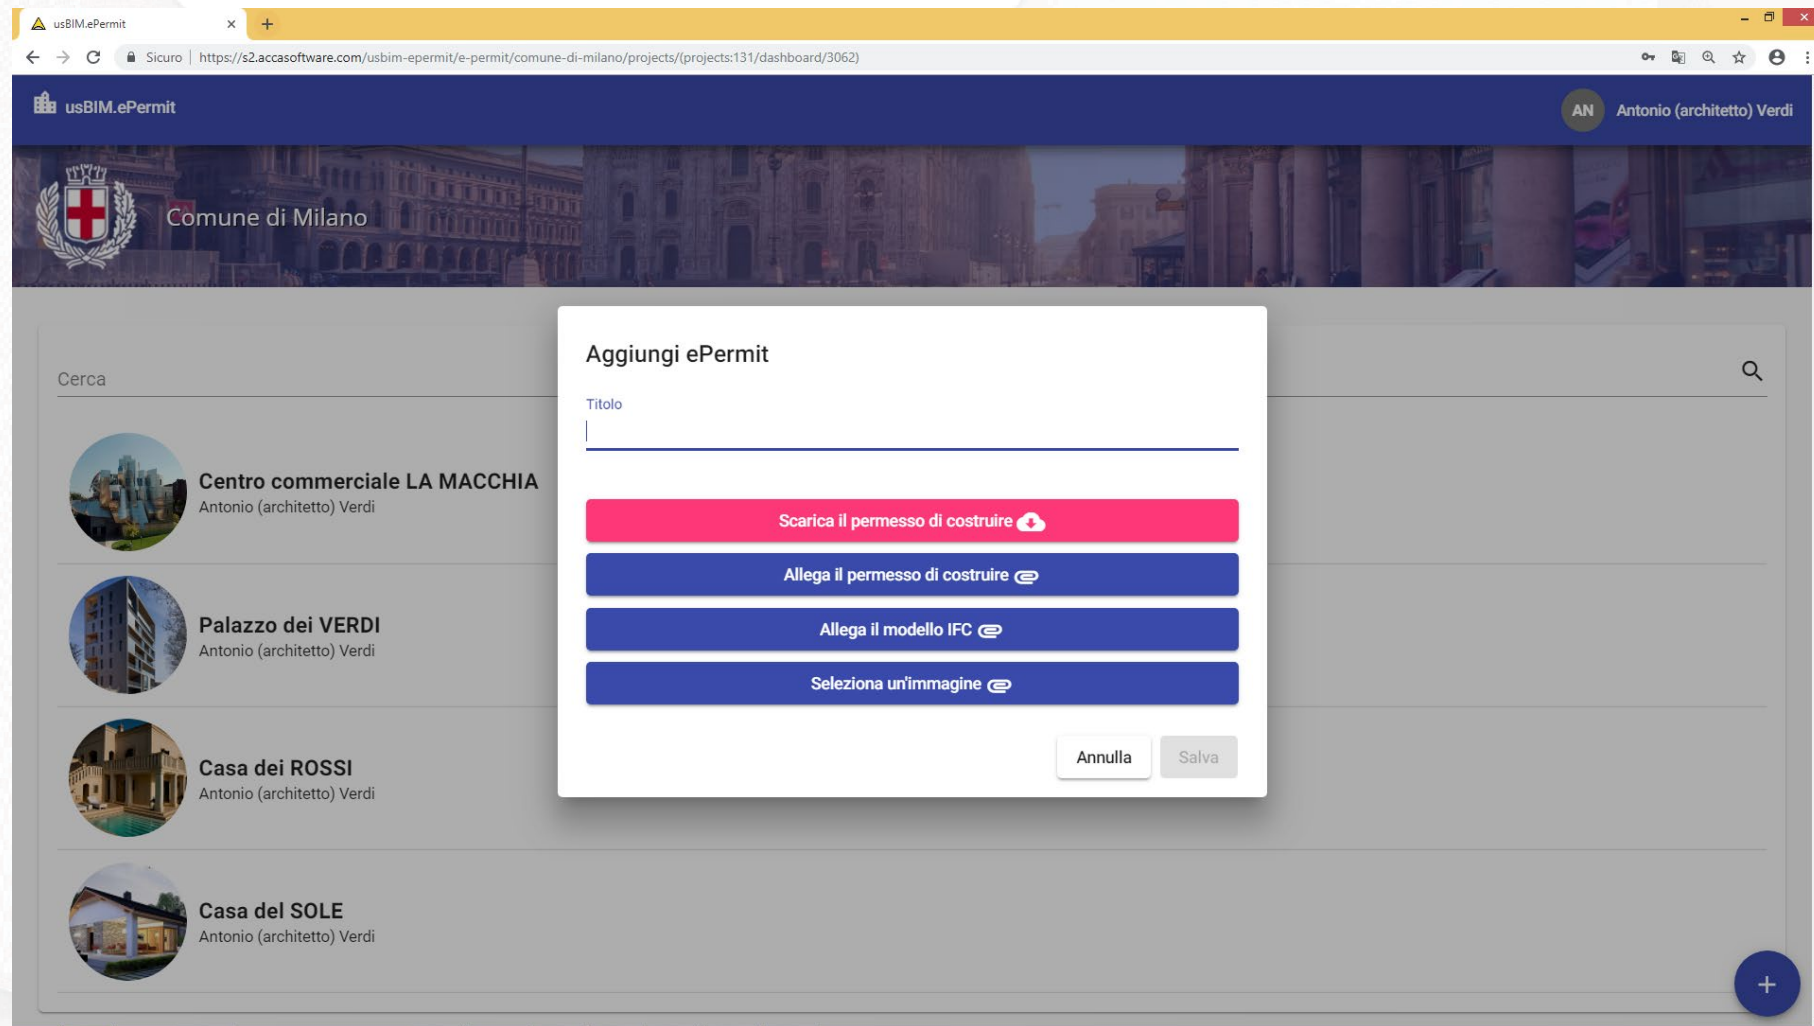 usBIM.ePermit
Sicuro | https://s2.accasoftware.com/usbim-epermit/e-permit/comune-di-milano/projects/(projects:131/dashboard/3062)
usBIM.ePermit
AN Antonio (architetto) Verdi
Comune di Milano
Cerca
Centro commerciale LA MACCHIA
Antonio (architetto) Verdi
Palazzo dei VERDI
Antonio (architetto) Verdi
Casa dei ROSSI
Antonio (architetto) Verdi
Casa del SOLE
Antonio (architetto) Verdi
Aggiungi ePermit
Titolo
Scarica il permesso di costruire
Allega il permesso di costruire
Allega il modello IFC
Seleziona un'immagine
Annulla Salva